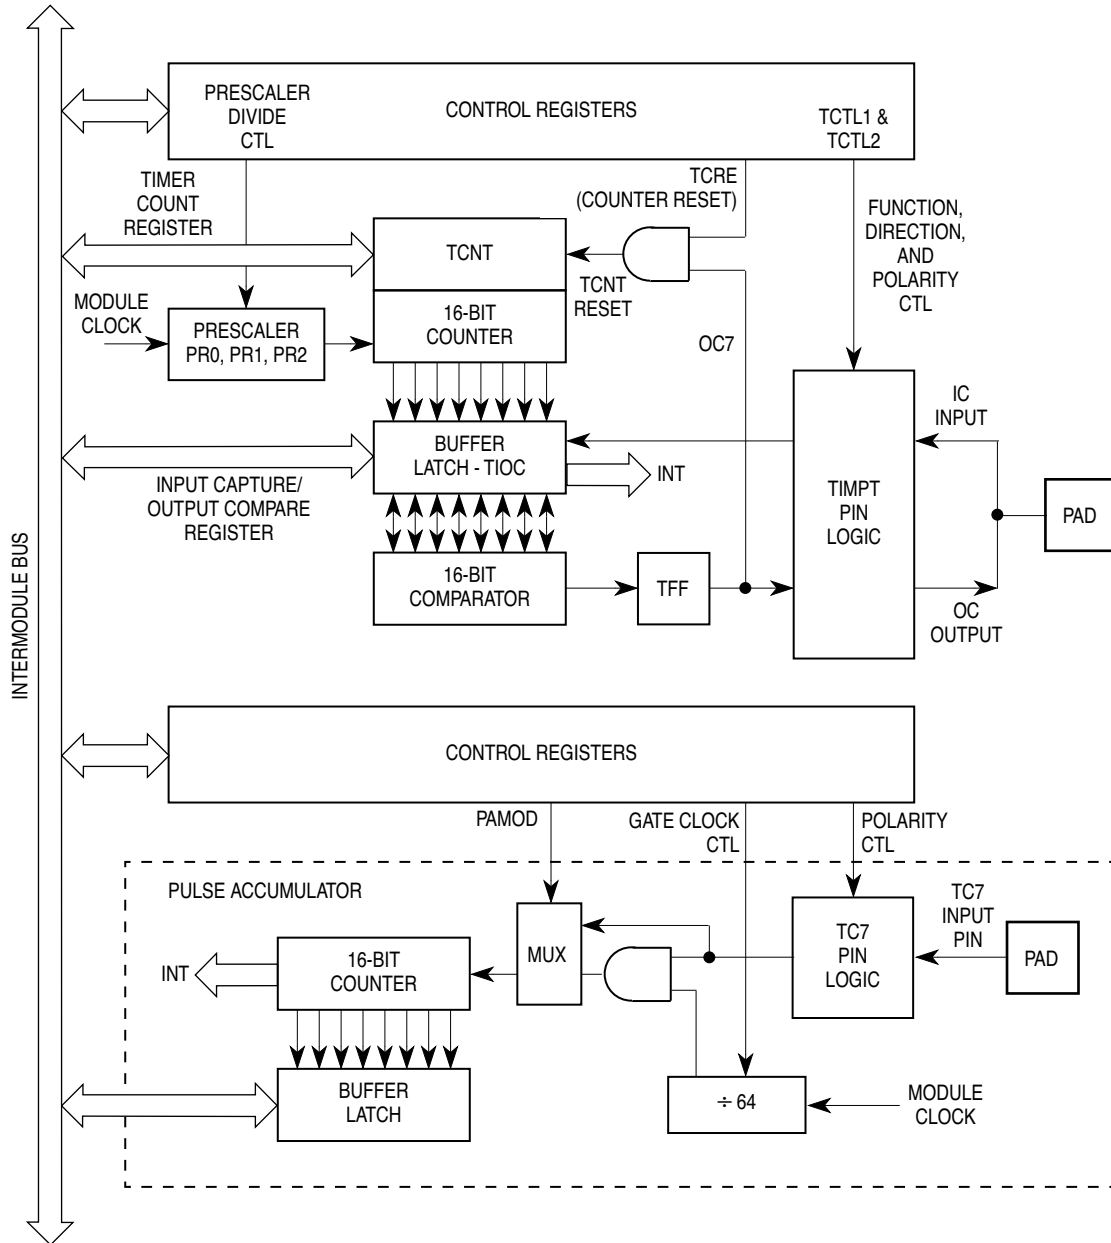 INTERMODULE BUS
PRESCALER
DIVIDE
CTL
CONTROL REGISTERS
TCTL1 &
TCTL2
TIMER
COUNT
REGISTER
TCRE
(COUNTER RESET)
FUNCTION,
DIRECTION,
AND
POLARITY
CTL
TCNT
TCNT
RESET
MODULE
CLOCK
PRESCALER
PR0, PR1, PR2
16-BIT
COUNTER
OC7
IC
INPUT
BUFFER
LATCH - TIOC
INT
INPUT CAPTURE/
OUTPUT COMPARE
REGISTER
TIMPT
PIN
LOGIC
PAD
16-BIT
COMPARATOR
TFF
OC
OUTPUT
CONTROL REGISTERS
PAMOD
GATE CLOCK
CTL
POLARITY
CTL
PULSE ACCUMULATOR
TC7
INPUT
PIN
MUX
TC7
PIN
LOGIC
PAD
INT
16-BIT
COUNTER
BUFFER
LATCH
÷ 64
MODULE
CLOCK